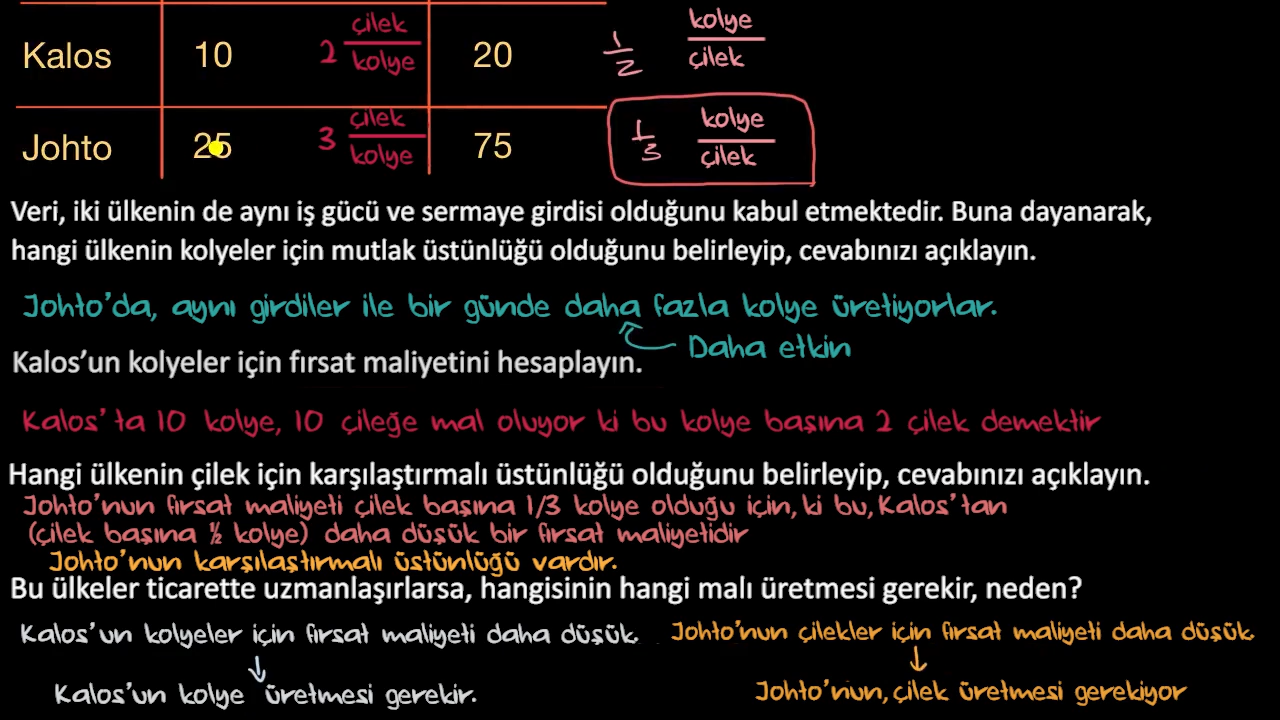 çilek kolye
Kalos 10 2 kolye 20 1/2 çilek
çilek kolye
Johto 25 3 kolye 75 1/3 çilek
Veri, iki ülkenin de aynı iş gücü ve sermaye girdisi olduğunu kabul etmektedir. Buna dayanarak,
hangi ülkenin kolyeler için mutlak üstünlüğü olduğunu belirleyip, cevabınızı açıklayın.
Johto'da, aynı girdiler ile bir günde daha fazla kolye üretiyorlar.
Daha etkin
Kalos'un kolyeler için fırsat maliyetini hesaplayın.
Kalos'ta 10 kolye, 10 çileğe mal oluyor ki bu kolye başına 2 çilek demektir
Hangi ülkenin çilek için karşılaştırmalı üstünlüğü olduğunu belirleyip, cevabınızı açıklayın.
Johto'nun fırsat maliyeti çilek başına 1/3 kolye olduğu için, ki bu, Kalos'tan
(çilek başına ½ kolye) daha düşük bir fırsat maliyetidir
Johto'nun karşılaştırmalı üstünlüğü vardır.
Bu ülkeler ticarette uzmanlaşırlarsa, hangisinin hangi malı üretmesi gerekir, neden?
Kalos'un kolyeler için fırsat maliyeti daha düşük. Johto'nun çilekler için fırsat maliyeti daha düşük.
Kalos'un kolye üretmesi gerekir. Johto'nun, çilek üretmesi gerekiyor